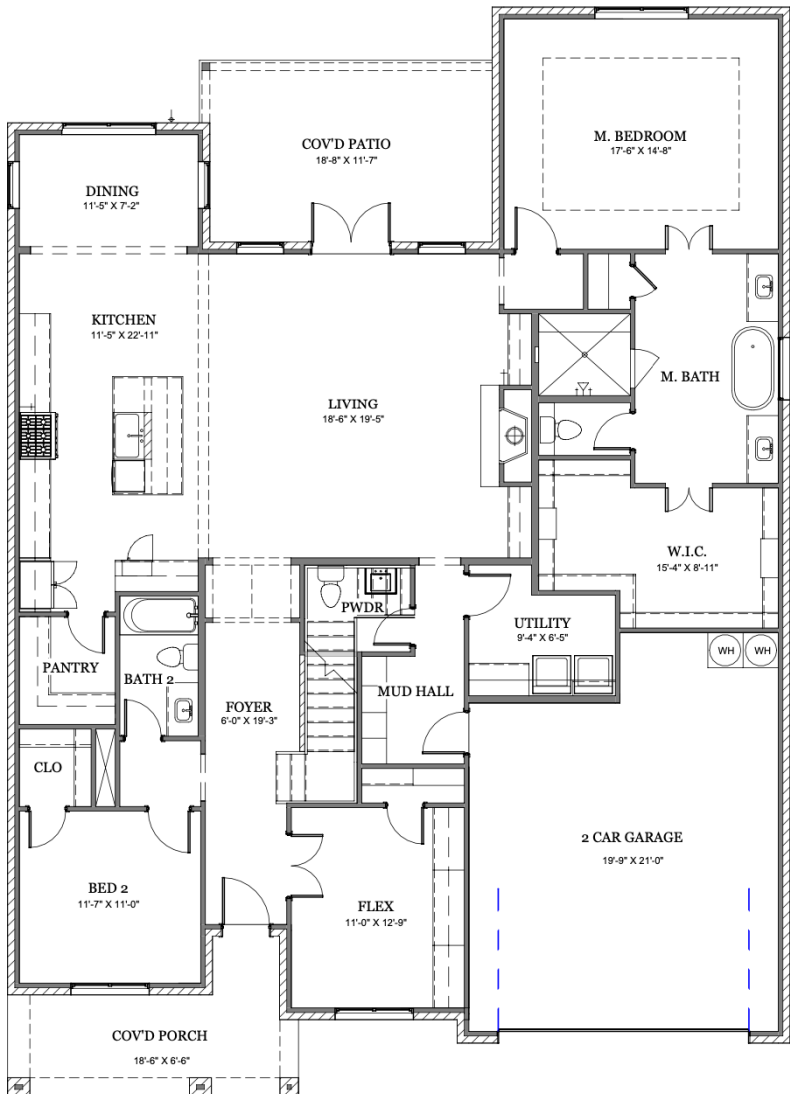 M. BEDROOM
17'-6" X 14'-8"
COV'D PATIO
18'-8" X 11'-7"
DINING
11'-5" X 7'-2"
KITCHEN
11'-5" X 22'-11"
M. BATH
LIVING
18'-6" X 19'-5"
W.I.C.
15'-4" X 8'-11"
PWDR
UTILITY
9'-4" X 6'-5"
WH
WH
PANTRY
BATH 2
MUD HALL
FOYER
6'-0" X 19'-3"
CLO
2 CAR GARAGE
19'-9" X 21'-0"
BED 2
11'-7" X 11'-0"
FLEX
11'-0" X 12'-9"
COV'D PORCH
18'-6" X 6'-6"